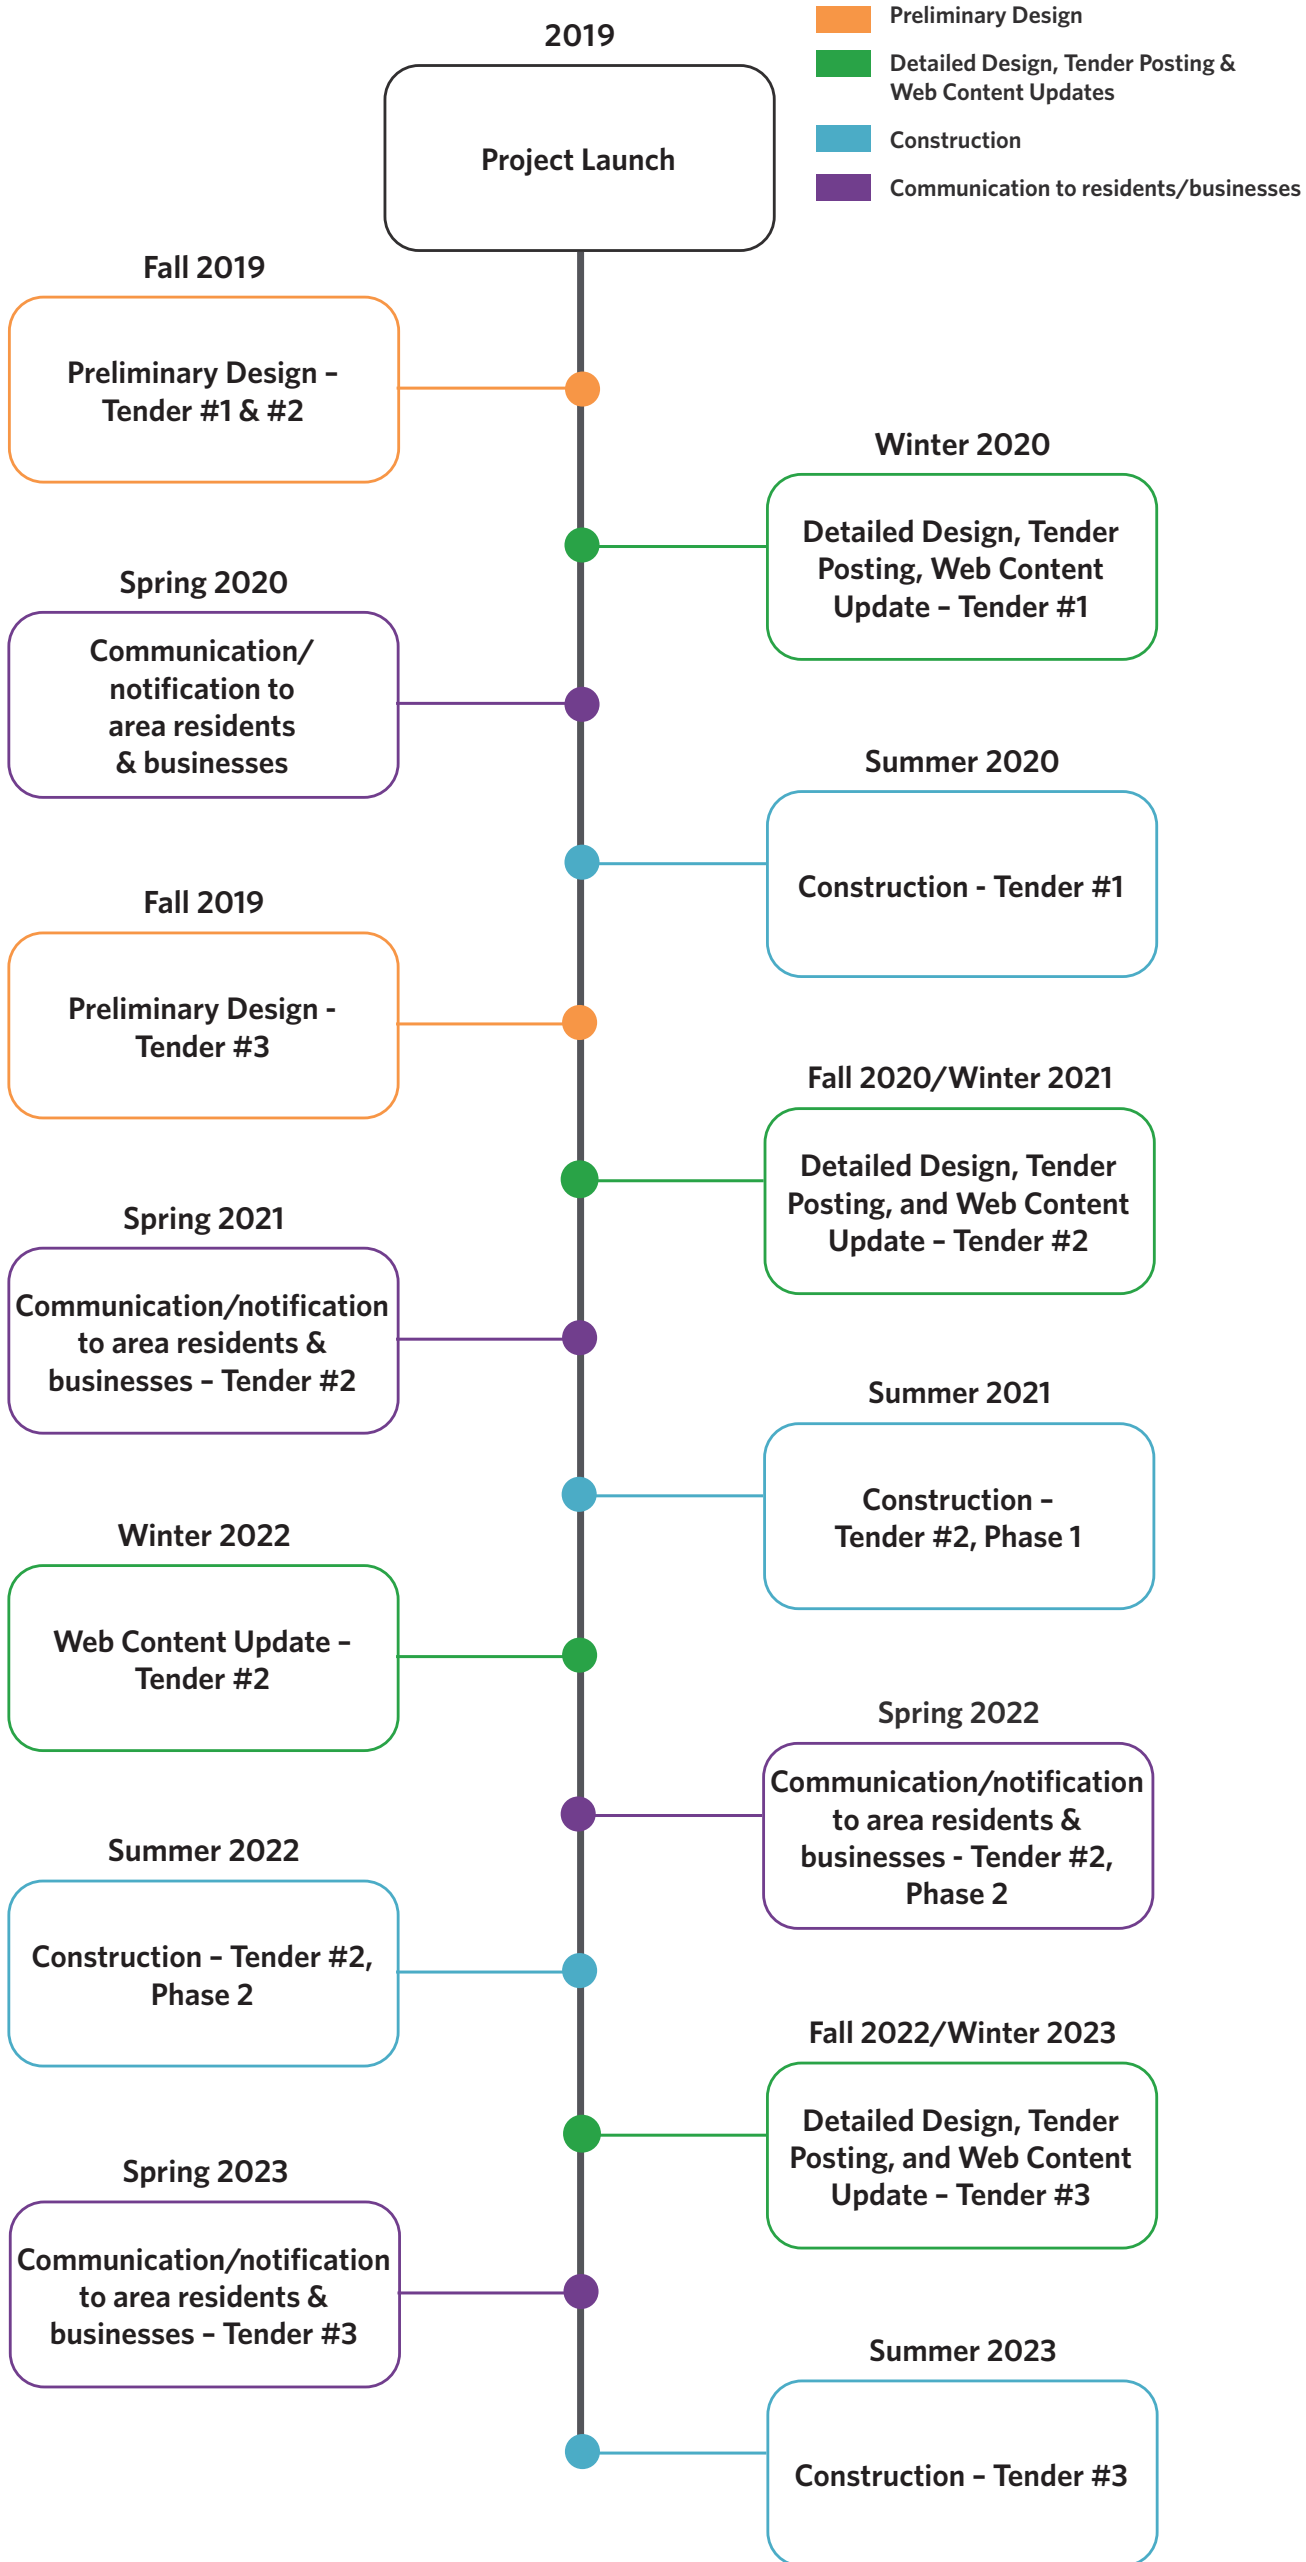 Preliminary Design
Detailed Design, Tender Posting &
Web Content Updates
Construction
Communication to residents/businesses
2019
Project Launch
Fall 2019
Preliminary Design –
Tender #1 & #2
Winter 2020
Detailed Design, Tender
Posting, Web Content
Update – Tender #1
Spring 2020
Communication/
notification to
area residents
& businesses
Summer 2020
Construction - Tender #1
Fall 2019
Preliminary Design -
Tender #3
Fall 2020/Winter 2021
Detailed Design, Tender
Posting, and Web Content
Update – Tender #2
Spring 2021
Communication/notification
to area residents &
businesses – Tender #2
Summer 2021
Construction –
Tender #2, Phase 1
Winter 2022
Web Content Update –
Tender #2
Spring 2022
Communication/notification
to area residents &
businesses - Tender #2,
Phase 2
Summer 2022
Construction – Tender #2,
Phase 2
Fall 2022/Winter 2023
Detailed Design, Tender
Posting, and Web Content
Update – Tender #3
Spring 2023
Communication/notification
to area residents &
businesses – Tender #3
Summer 2023
Construction – Tender #3